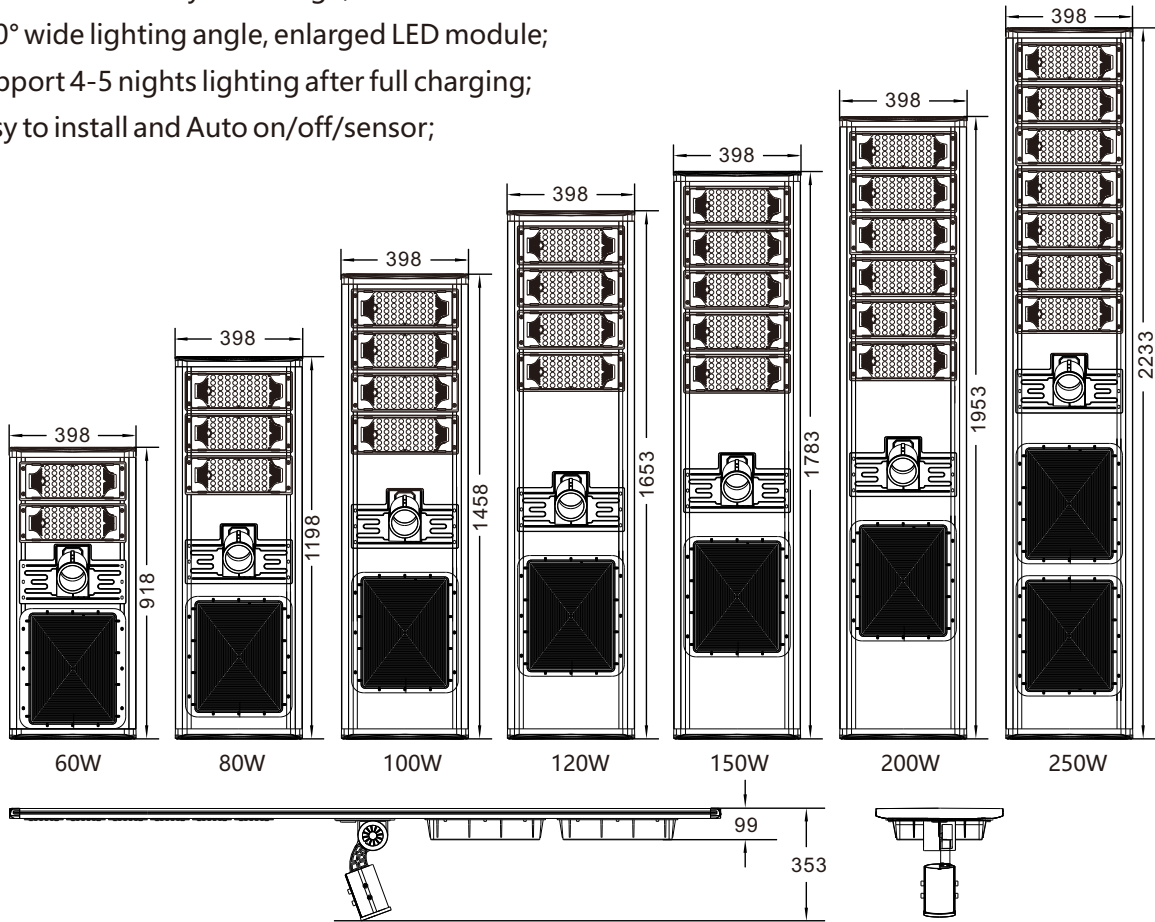 0° wide lighting angle, enlarged LED module;
pport 4-5 nights lighting after full charging;
sy to install and Auto on/off/sensor;
398
398
398
398
398
398
398
918
1198
1458
1653
1783
1953
2233
60W
80W
100W
120W
150W
200W
250W
99
353